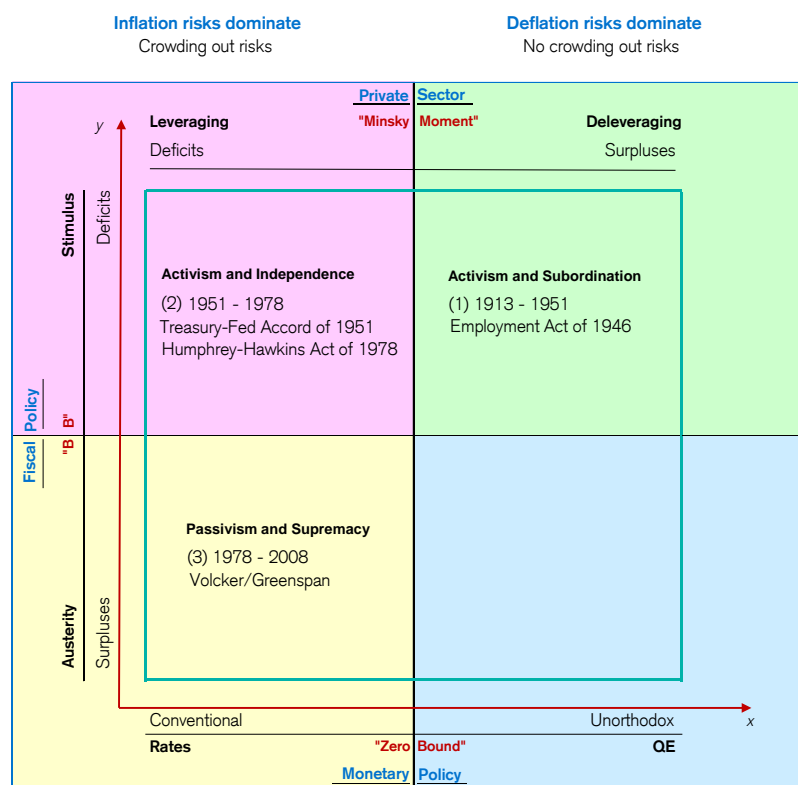 Inflation risks dominate
Crowding out risks
Deflation risks dominate
No crowding out risks
Private Sector
y
Leveraging
"Minsky Moment"
Deleveraging
Deficits
Surpluses
Stimulus
Deficits
Activism and Independence
(2) 1951 - 1978
Treasury-Fed Accord of 1951
Humphrey-Hawkins Act of 1978
Activism and Subordination
(1) 1913 - 1951
Employment Act of 1946
Fiscal Policy
"B B"
Passivism and Supremacy
(3) 1978 - 2008
Volcker/Greenspan
Austerity
Surpluses
Conventional
Unorthodox
x
Rates
"Zero Bound"
QE
Monetary Policy